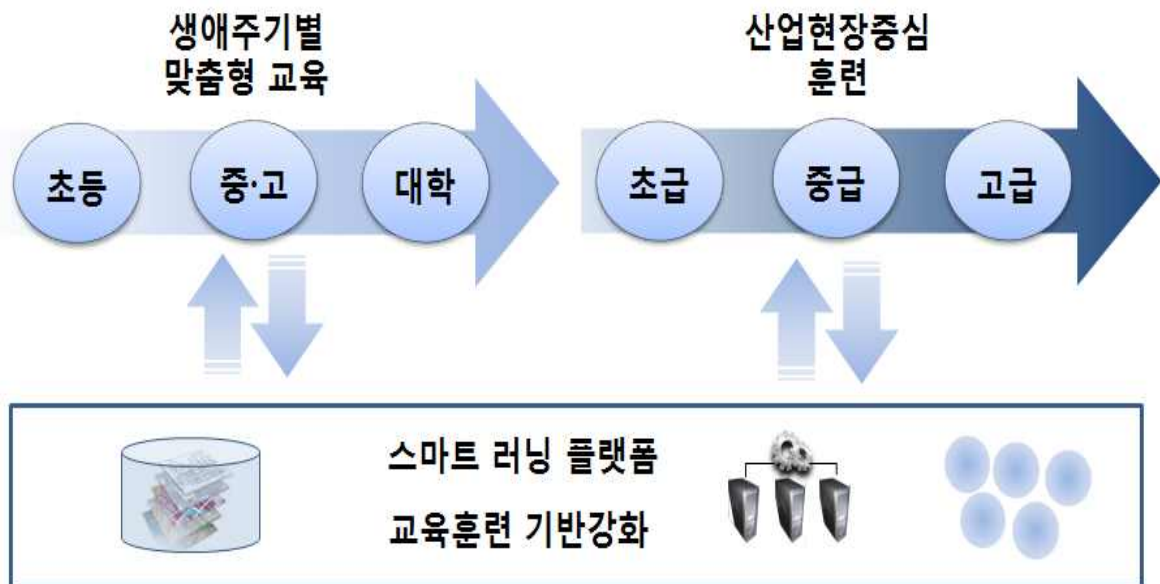 생애주기별
맞춤형 교육
산업현장중심
훈련
초등
중·고
대학
초급
중급
고급
스마트 러닝 플랫폼
교육훈련 기반강화